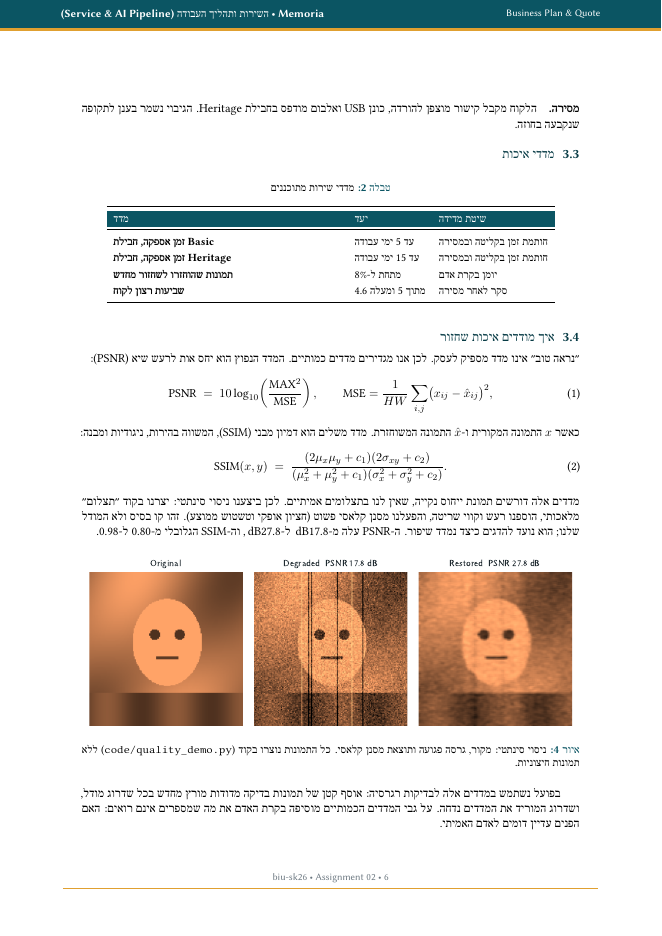 Memoria • השירות ותהליך העבודה (Service & AI Pipeline)
Business Plan & Quote
מסירה. הלקוח מקבל קישור מוצפן להורדה, כונן USB ואלבום מודפס בחבילת Heritage. הגיבוי נשמר בענן לתקופה
שנקבעה בחוזה.
3.3 מדדי איכות
טבלה 2: מדדי שירות מתוכננים
מדד יעד שיטת מדידה
זמן אספקה, חבילת Basic עד 5 ימי עבודה חותמת זמן בקליטה ובמסירה
זמן אספקה, חבילת Heritage עד 15 ימי עבודה חותמת זמן בקליטה ובמסירה
תמונות שהוחזרו לשחזור מחדש מתחת ל-8% יומן בקרת אדם
שביעות רצון לקוח 4.6 ומעלה מתוך 5 סקר לאחר מסירה
3.4 איך מודדים איכות שחזור
"נראה טוב" אינו מדד מספיק לעסק. לכן אנו מגדירים מדדים כמותיים. המדד הנפוץ הוא יחס אות לרעש שיא (PSNR):
PSNR = 10 log₁₀(MAX²/MSE), MSE = 1/HW ∑i,j (xij − x̂ij)², (1)
כאשר x התמונה המקורית ו-x̂ התמונה המשוחזרת. מדד משלים הוא דמיון מבני (SSIM), המשווה בהירות, ניגודיות ומבנה:
SSIM(x, y) = (2μxμy + c₁)(2σxy + c₂) / (μx² + μy² + c₁)(σx² + σy² + c₂). (2)
מדדים אלה דורשים תמונת ייחוס נקייה, שאין לנו בתצלומים אמיתיים. לכן ביצענו ניסוי סינתטי: יצרנו בקוד "תצלום"
מלאכותי, הוספנו רעש וקווי שריטה, והפעלנו מסנן קלאסי פשוט (חציון אופקי וטשטוש ממוצע). זהו קו בסיס ולא המודל
שלנו; הוא נועד להדגים כיצד נמדד שיפור. ה-PSNR עלה מ-17.8dB ל-27.8dB, וה-SSIM הגלובלי מ-0.80 ל-0.98.
Original
Degraded PSNR 17.8 dB
Restored PSNR 27.8 dB
איור 4: ניסוי סינתטי: מקור, גרסה פגועה ותוצאת מסנן קלאסי. כל התמונות נוצרו בקוד (code/quality_demo.py) ללא
תמונות חיצוניות.
בפועל נשתמש במדדים אלה לבדיקות רגרסיה: אוסף קטן של תמונות בדיקה מדודות מורץ מחדש בכל שדרוג מודל,
ושדרוג המוריד את המדדים נדחה. על גבי המדדים הכמותיים מוסיפה בקרת האדם את מה שמספרים אינם רואים: האם
הפנים עדיין דומים לאדם האמיתי.
biu-sk26 • Assignment 02 • 6